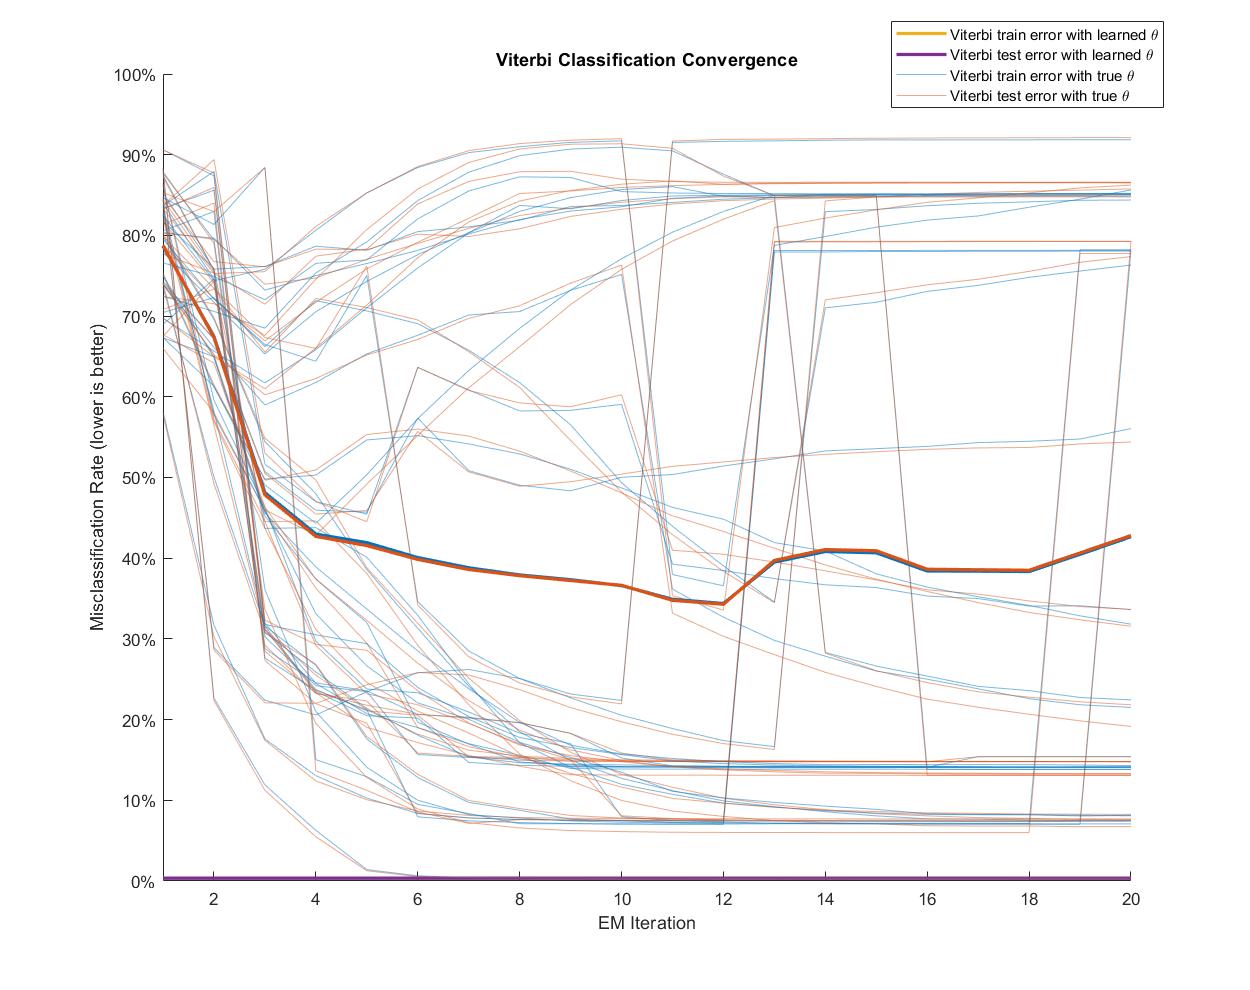 Viterbi Classification Convergence
Viterbi train error with learned θ
Viterbi test error with learned θ
Viterbi train error with true θ
Viterbi test error with true θ
Misclassification Rate (lower is better)
100%
90%
80%
70%
60%
50%
40%
30%
20%
10%
0%
2 4 6 8 10 12 14 16 18 20
EM Iteration